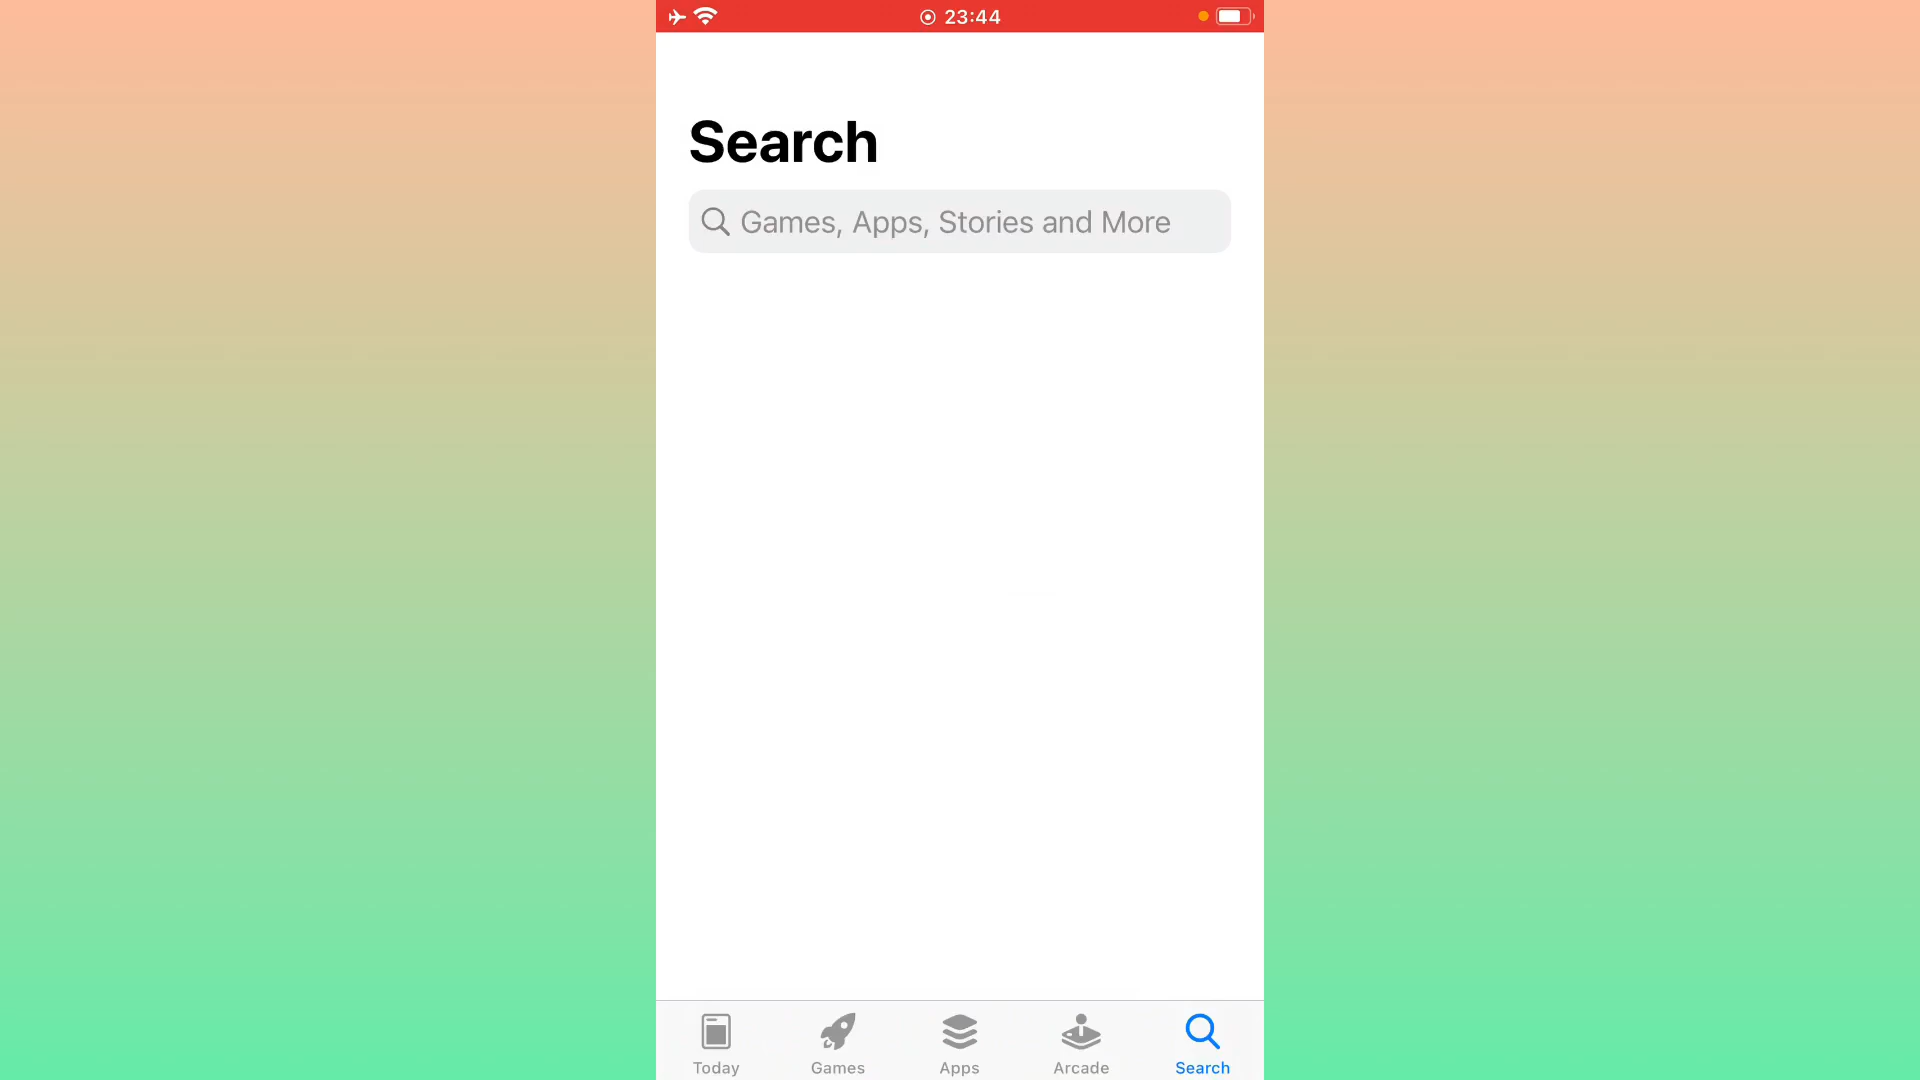 23:44
Search
Games, Apps, Stories and More
Today
Games
Apps
Arcade
Search